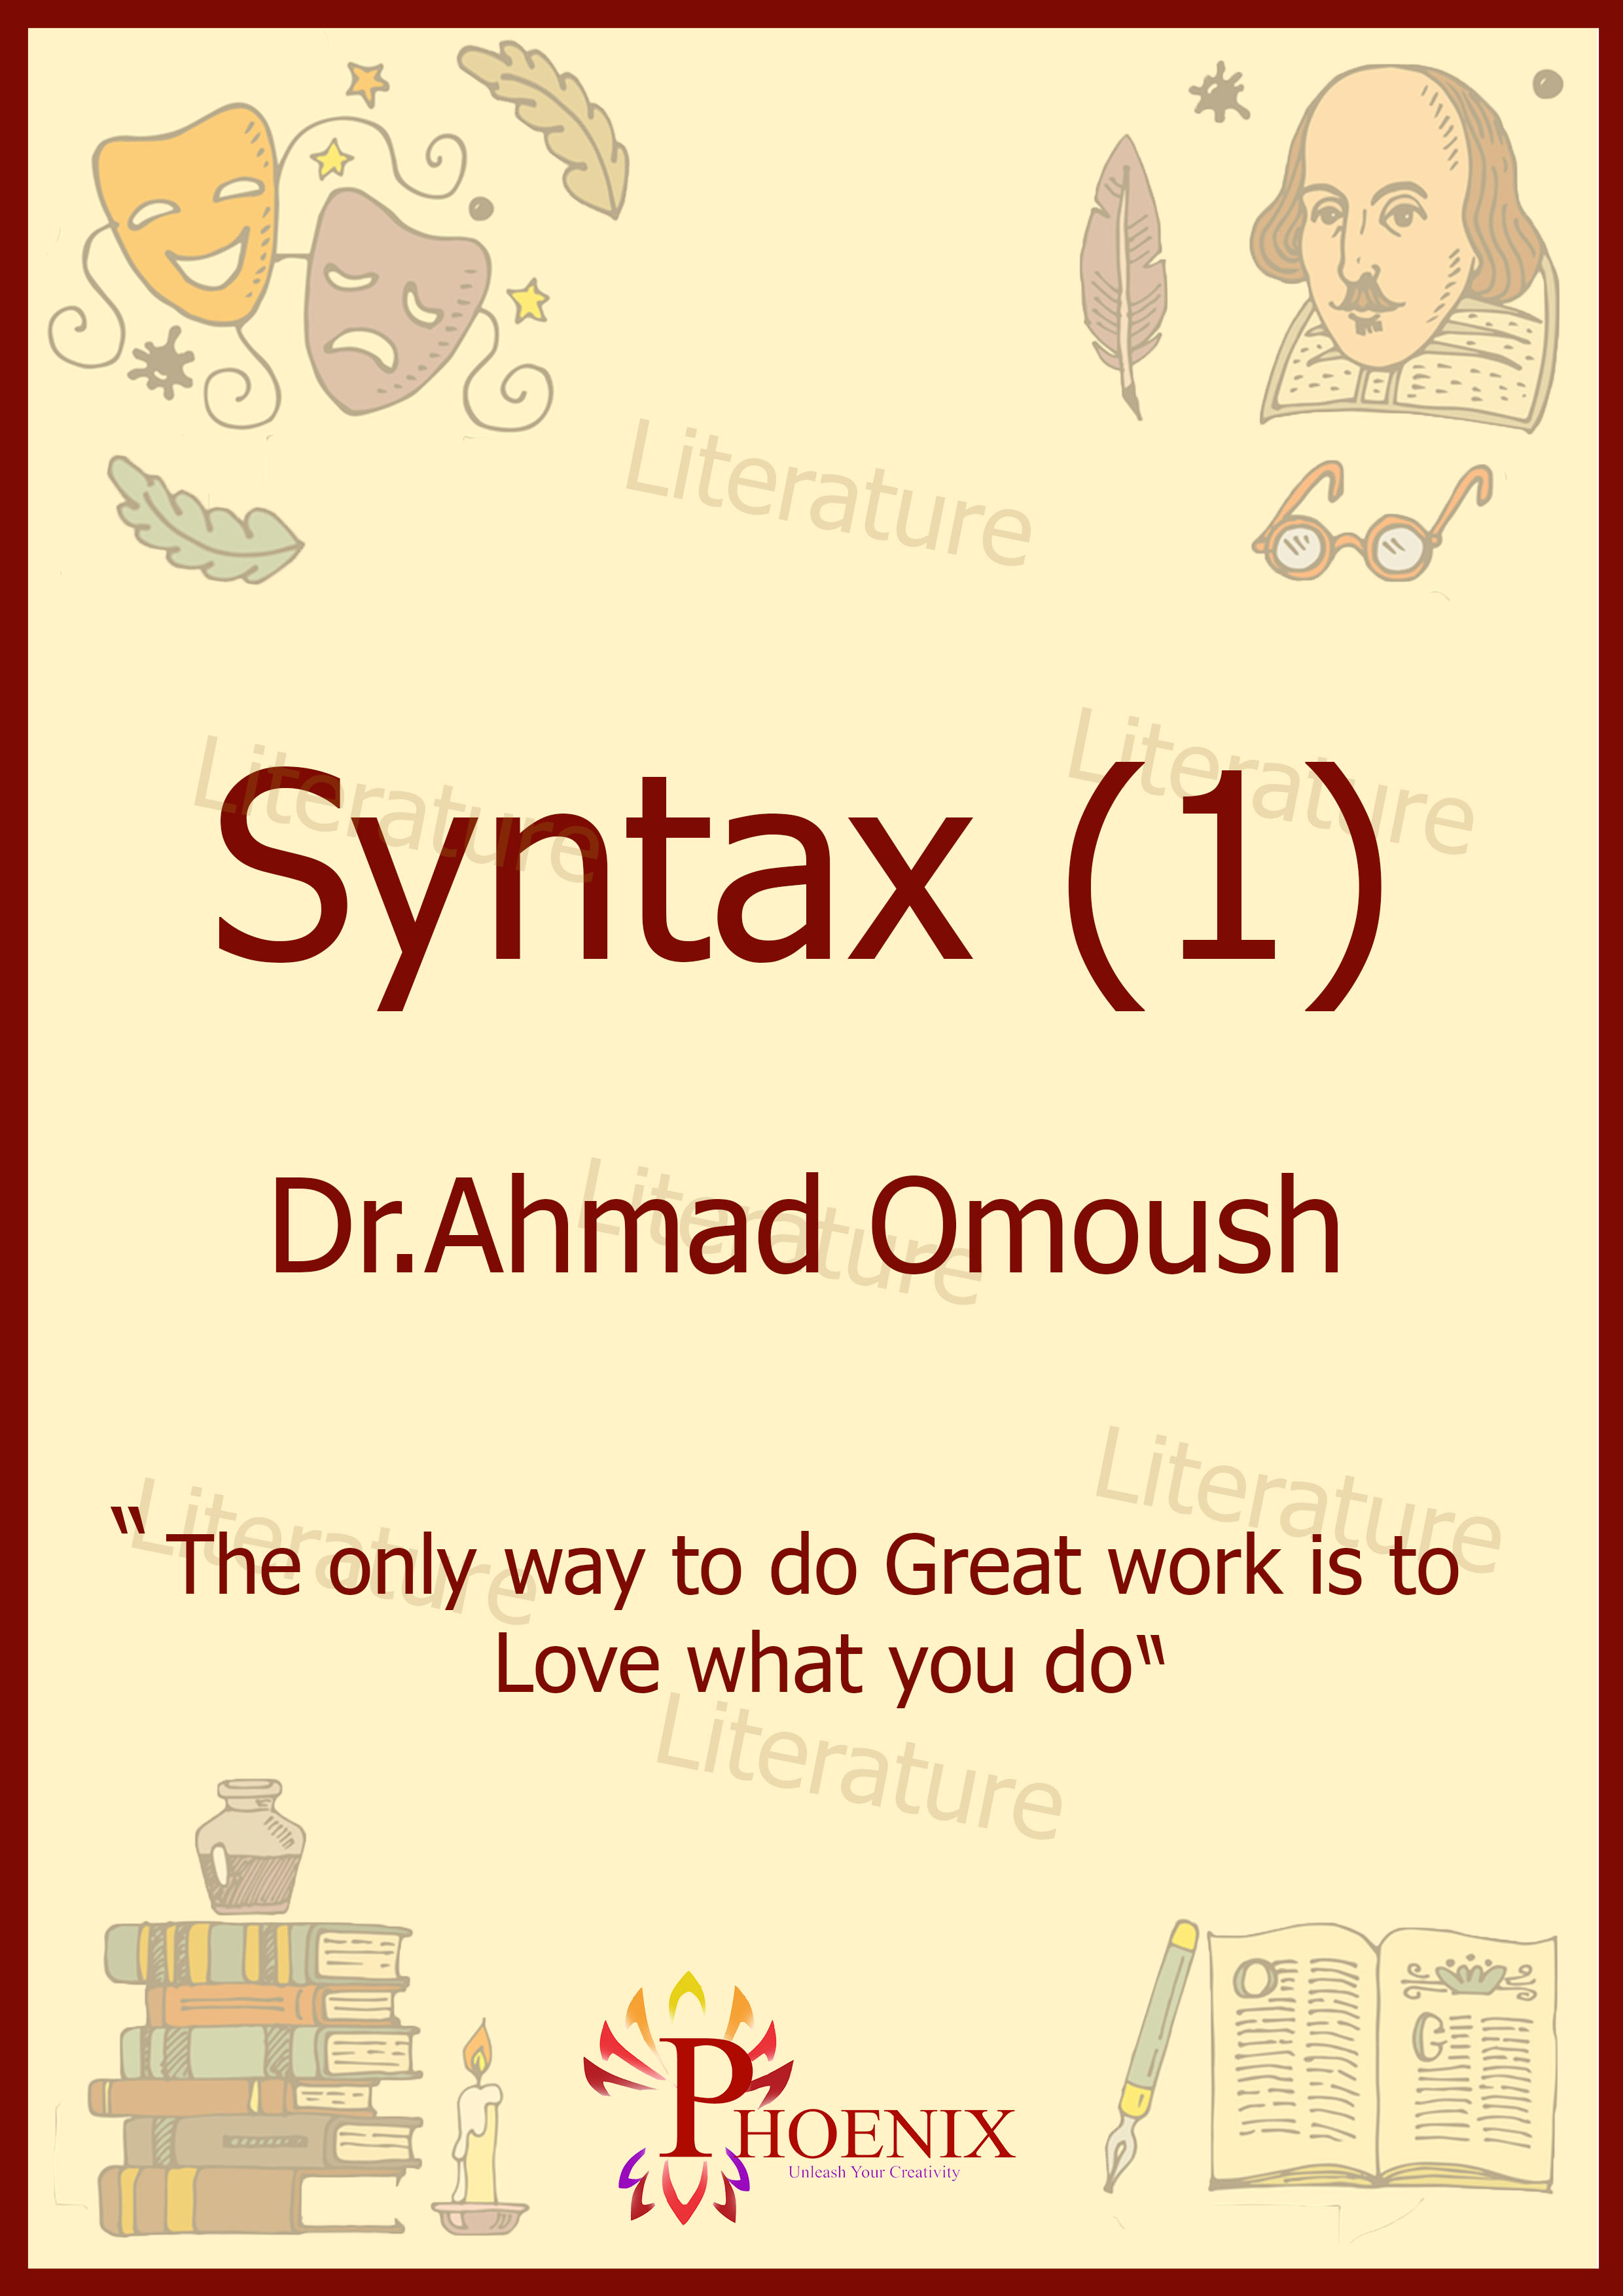 Literature
Literature
Literature
Syntax (1)
Literature
Dr.Ahmad Omoush
Literature
Literature
“ The only way to do Great work is to
Love what you do“
Literature
PHOENIX
Unleash Your Creativity